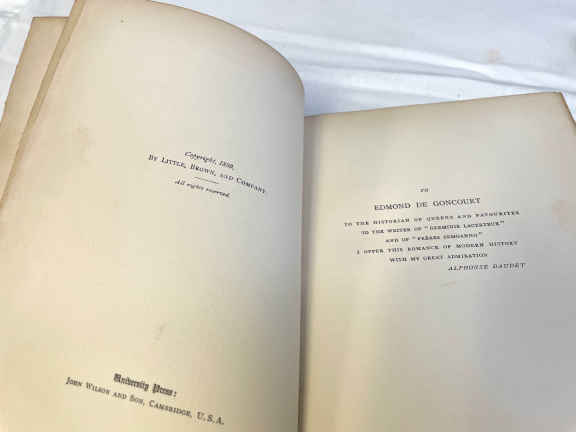 Copyright, 1899,
By Little, Brown, and Company.
All rights reserved.
University Press:
John Wilson and Son, Cambridge, U.S.A.
TO
EDMOND DE GONCOURT
TO THE HISTORIAN OF QUEENS AND FAVOURITES
TO THE WRITER OF "GERMINIE LACERTEUX"
AND OF "FRÈRES ZEMGANNO"
I OFFER THIS ROMANCE OF MODERN HISTORY
WITH MY GREAT ADMIRATION
ALPHONSE DAUDET